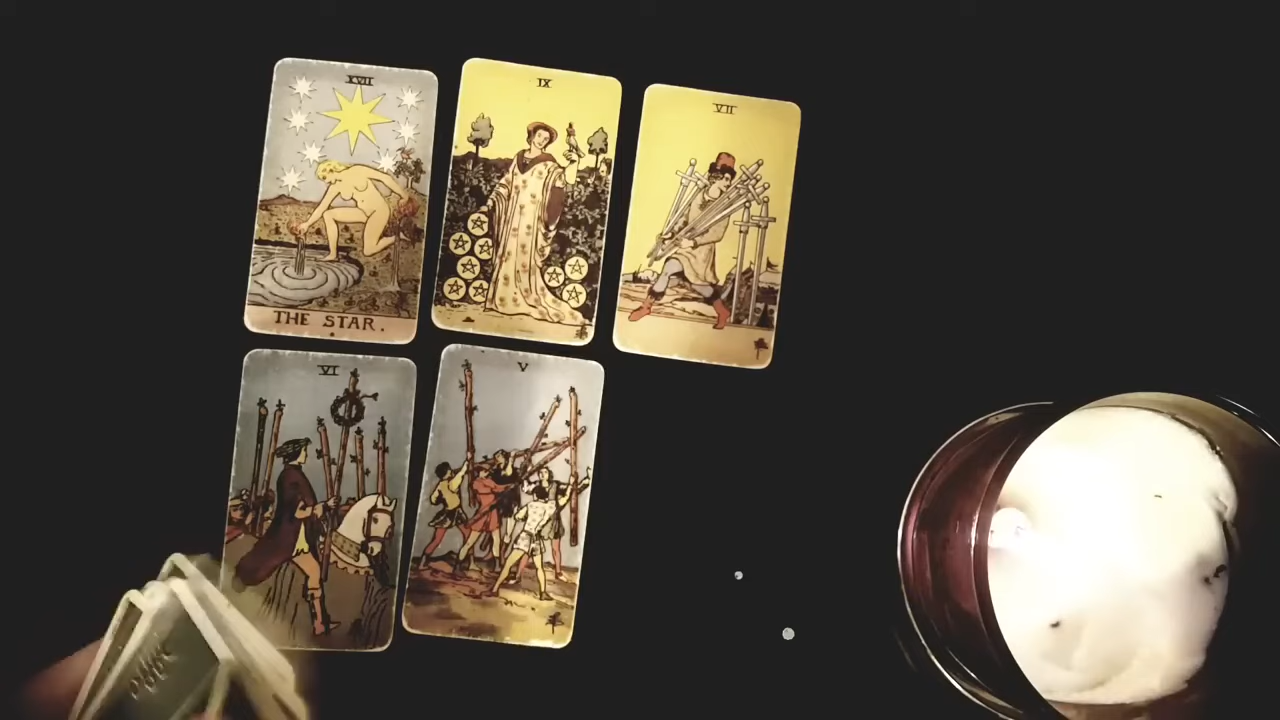 XVII
IX
VII
THE STAR.
VI
V